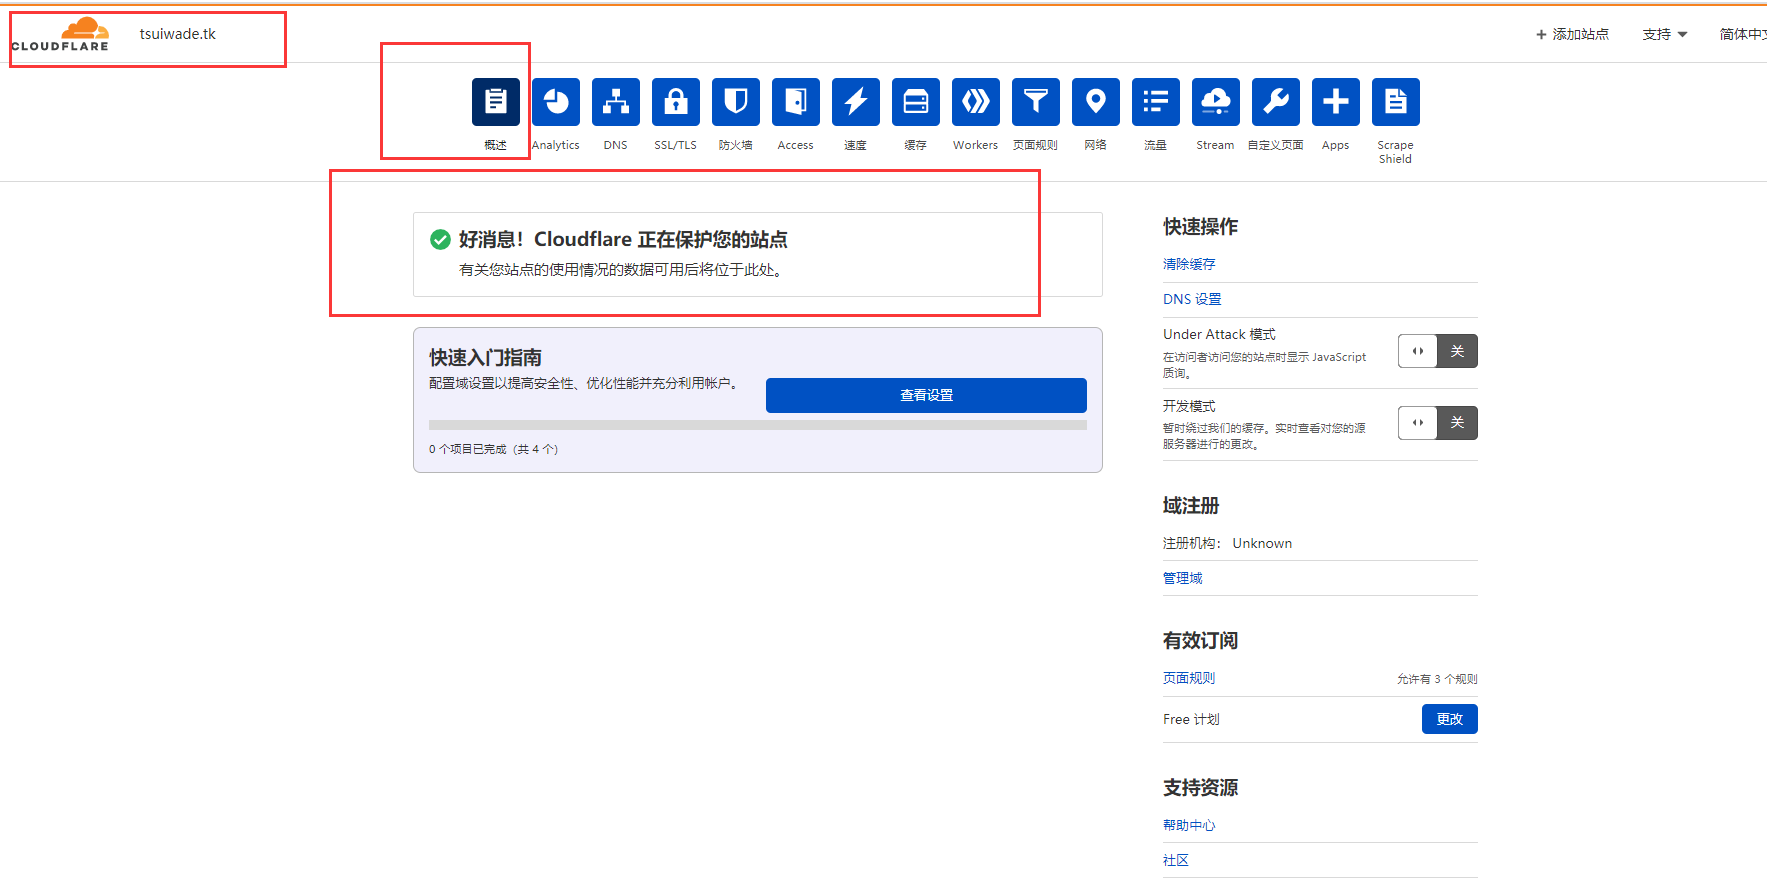 CLOUDFLARE
tsuiwade.tk
+ 添加站点
支持
简体中文
概述
Analytics
DNS
SSL/TLS
防火墙
Access
速度
缓存
Workers
页面规则
网络
流量
Stream
自定义页面
Apps
Scrape
Shield
好消息！Cloudflare 正在保护您的站点
有关您站点的使用情况的数据可用后将位于此处。
快速入门指南
配置域设置以提高安全性、优化性能并充分利用帐户。
查看设置
0 个项目已完成（共 4 个）
快速操作
清除缓存
DNS 设置
Under Attack 模式
在访问者访问您的站点时显示 JavaScript
质询。
关
开发模式
暂时绕过我们的缓存。实时查看对您的源
服务器进行的更改。
关
域注册
注册机构： Unknown
管理域
有效订阅
页面规则
允许有 3 个规则
Free 计划
更改
支持资源
帮助中心
社区